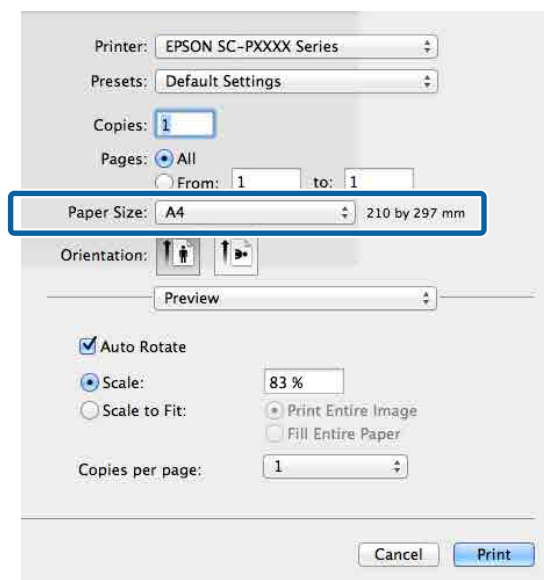 Printer: EPSON SC-PXXXX Series
Presets: Default Settings
Copies: 1
Pages: All
From: 1 to: 1
Paper Size: A4 210 by 297 mm
Orientation:
Preview
Auto Rotate
Scale: 83 %
Scale to Fit: Print Entire Image
Fill Entire Paper
Copies per page: 1
Cancel Print